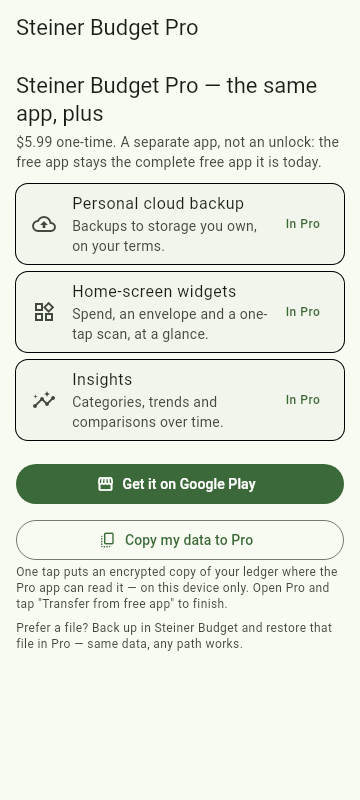 Steiner Budget Pro
Steiner Budget Pro — the same
app, plus
$5.99 one-time. A separate app, not an unlock: the
free app stays the complete free app it is today.
Personal cloud backup
Backups to storage you own,
on your terms.
In Pro
Home-screen widgets
Spend, an envelope and a one-
tap scan, at a glance.
In Pro
Insights
Categories, trends and
comparisons over time.
In Pro
Get it on Google Play
Copy my data to Pro
One tap puts an encrypted copy of your ledger where the
Pro app can read it — on this device only. Open Pro and
tap "Transfer from free app" to finish.
Prefer a file? Back up in Steiner Budget and restore that
file in Pro — same data, any path works.